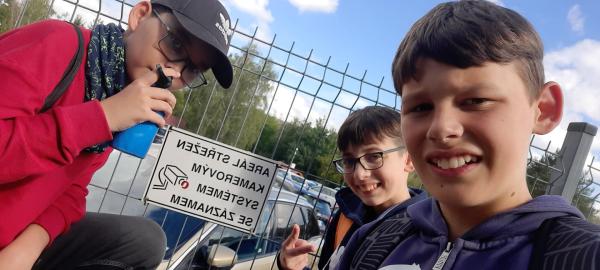 AREÁL STŘEŽEN
KAMEROVÝM
SYSTÉMEM
SE ZÁZNAMEM